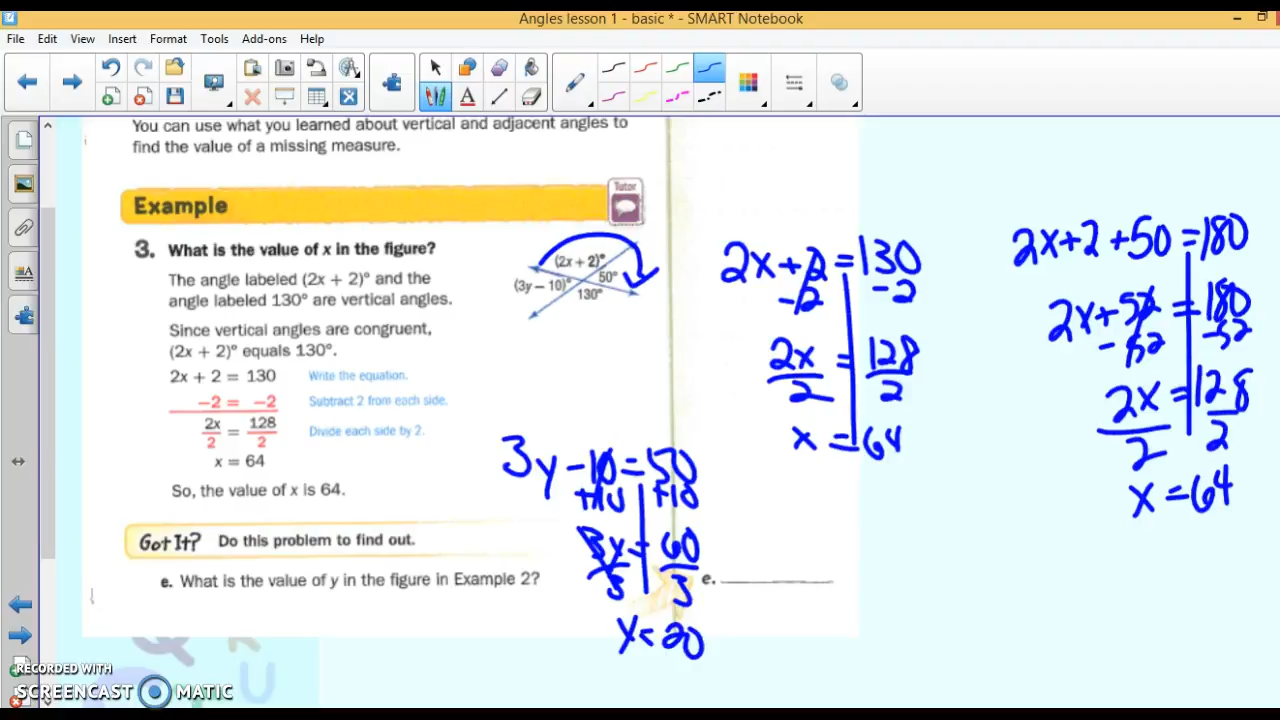 Angles lesson 1 - basic * - SMART Notebook
File Edit View Insert Format Tools Add-ons Help
You can use what you learned about vertical and adjacent angles to
find the value of a missing measure.
Example
Tutor
3. What is the value of x in the figure?
The angle labeled (2x + 2)° and the
angle labeled 130° are vertical angles.
Since vertical angles are congruent,
(2x + 2)° equals 130°.
2x + 2 = 130 Write the equation.
−2 = −2 Subtract 2 from each side.
2x/2 = 128/2 Divide each side by 2.
x = 64
So, the value of x is 64.
(2x + 2)°
50°
(3y − 10)°
130°
2x+2=130
-2 -2
2x/2 = 128/2
x=64
2x+2+50=180
2x+52=180
-52 -52
2x/2=128/2
x=64
3y-10=50
+10 +10
3y/3=60/3
y=20
Got It? Do this problem to find out.
e. What is the value of y in the figure in Example 2?
e.
RECORDED WITH
SCREENCAST MATIC